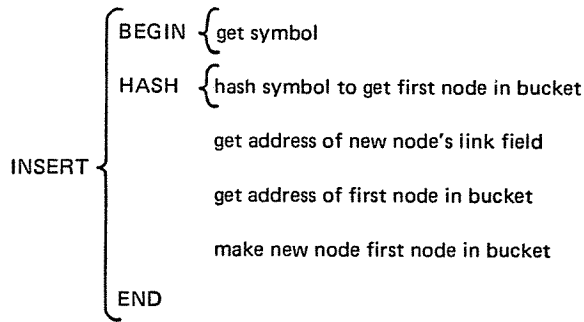 BEGIN { get symbol
HASH { hash symbol to get first node in bucket
get address of new node's link field
INSERT {
get address of first node in bucket
make new node first node in bucket
END